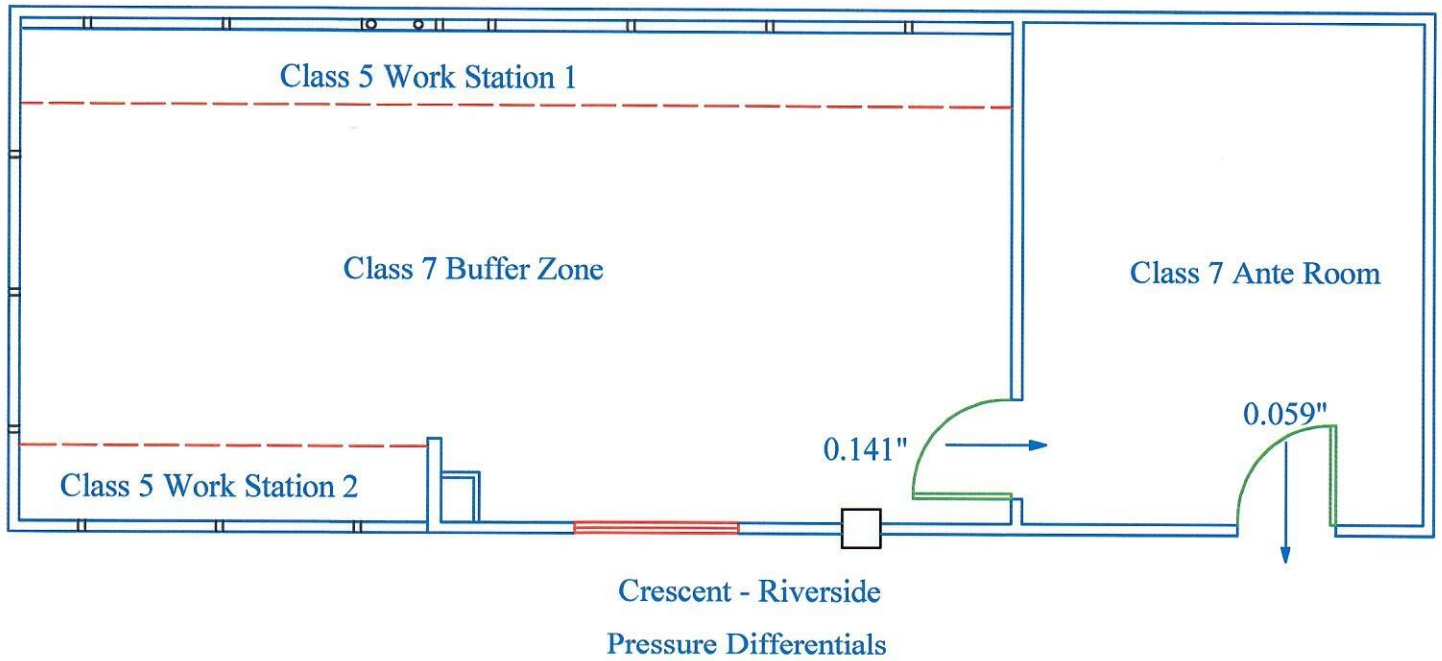 Class 5 Work Station 1
Class 7 Buffer Zone
Class 7 Ante Room
0.141"
0.059"
Class 5 Work Station 2
Crescent - Riverside
Pressure Differentials